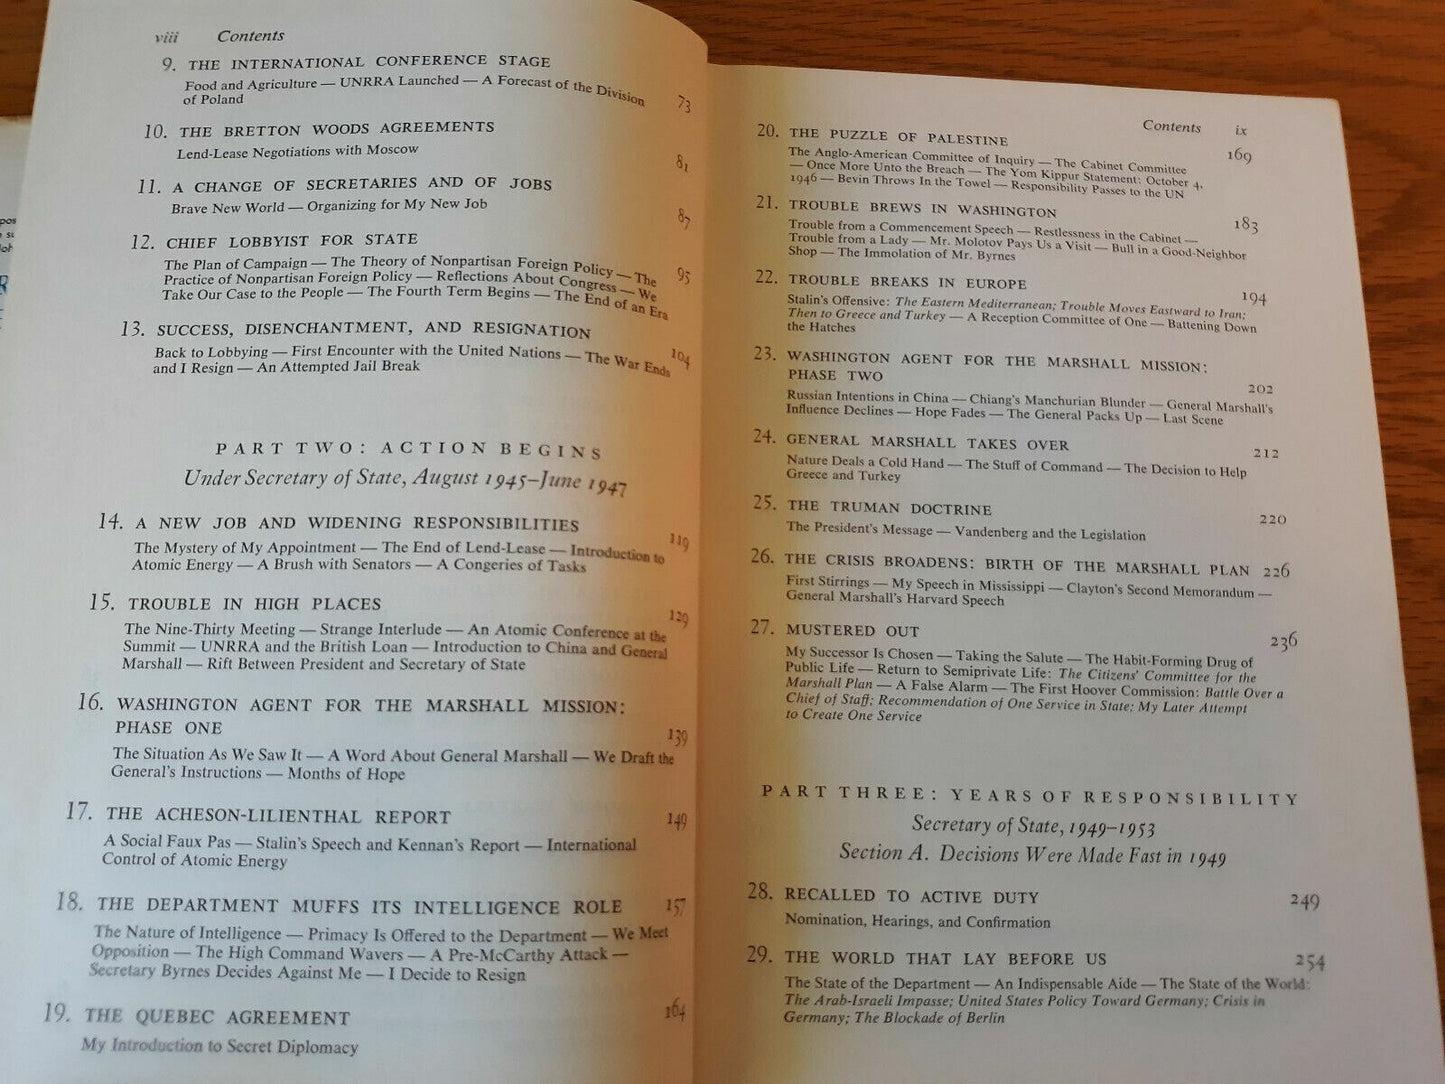 viii Contents
9. THE INTERNATIONAL CONFERENCE STAGE
Food and Agriculture — UNRRA Launched — A Forecast of the Division
of Poland 73
10. THE BRETTON WOODS AGREEMENTS
Lend-Lease Negotiations with Moscow 81
11. A CHANGE OF SECRETARIES AND OF JOBS
Brave New World — Organizing for My New Job 87
12. CHIEF LOBBYIST FOR STATE
The Plan of Campaign — The Theory of Nonpartisan Foreign Policy — The 95
Practice of Nonpartisan Foreign Policy — Reflections About Congress — We
Take Our Case to the People — The Fourth Term Begins — The End of an Era
13. SUCCESS, DISENCHANTMENT, AND RESIGNATION
Back to Lobbying — First Encounter with the United Nations — The War Ends 104
and I Resign — An Attempted Jail Break
PART TWO: ACTION BEGINS
Under Secretary of State, August 1945–June 1947
14. A NEW JOB AND WIDENING RESPONSIBILITIES
The Mystery of My Appointment — The End of Lend-Lease — Introduction to 119
Atomic Energy — A Brush with Senators — A Congeries of Tasks
15. TROUBLE IN HIGH PLACES 129
The Nine-Thirty Meeting — Strange Interlude — An Atomic Conference at the
Summit — UNRRA and the British Loan — Introduction to China and General
Marshall — Rift Between President and Secretary of State
16. WASHINGTON AGENT FOR THE MARSHALL MISSION:
PHASE ONE 139
The Situation As We Saw It — A Word About General Marshall — We Draft the
General's Instructions — Months of Hope
17. THE ACHESON-LILIENTHAL REPORT 149
A Social Faux Pas — Stalin's Speech and Kennan's Report — International
Control of Atomic Energy
18. THE DEPARTMENT MUFFS ITS INTELLIGENCE ROLE 157
The Nature of Intelligence — Primacy Is Offered to the Department — We Meet
Opposition — The High Command Wavers — A Pre-McCarthy Attack —
Secretary Byrnes Decides Against Me — I Decide to Resign
19. THE QUEBEC AGREEMENT 164
My Introduction to Secret Diplomacy
Contents ix
20. THE PUZZLE OF PALESTINE 169
The Anglo-American Committee of Inquiry — The Cabinet Committee
— Once More Unto the Breach — The Yom Kippur Statement: October 4,
1946 — Bevin Throws In the Towel — Responsibility Passes to the UN
21. TROUBLE BREWS IN WASHINGTON 183
Trouble from a Commencement Speech — Restlessness in the Cabinet —
Trouble from a Lady — Mr. Molotov Pays Us a Visit — Bull in a Good-Neighbor
Shop — The Immolation of Mr. Byrnes
22. TROUBLE BREAKS IN EUROPE 194
Stalin's Offensive: The Eastern Mediterranean; Trouble Moves Eastward to Iran;
Then to Greece and Turkey — A Reception Committee of One — Battening Down
the Hatches
23. WASHINGTON AGENT FOR THE MARSHALL MISSION:
PHASE TWO 202
Russian Intentions in China — Chiang's Manchurian Blunder — General Marshall's
Influence Declines — Hope Fades — The General Packs Up — Last Scene
24. GENERAL MARSHALL TAKES OVER 212
Nature Deals a Cold Hand — The Stuff of Command — The Decision to Help
Greece and Turkey
25. THE TRUMAN DOCTRINE 220
The President's Message — Vandenberg and the Legislation
26. THE CRISIS BROADENS: BIRTH OF THE MARSHALL PLAN 226
First Stirrings — My Speech in Mississippi — Clayton's Second Memorandum —
General Marshall's Harvard Speech
27. MUSTERED OUT 236
My Successor Is Chosen — Taking the Salute — The Habit-Forming Drug of
Public Life — Return to Semiprivate Life: The Citizens' Committee for the
Marshall Plan — A False Alarm — The First Hoover Commission: Battle Over a
Chief of Staff; Recommendation of One Service in State; My Later Attempt
to Create One Service
PART THREE: YEARS OF RESPONSIBILITY
Secretary of State, 1949–1953
Section A. Decisions Were Made Fast in 1949
28. RECALLED TO ACTIVE DUTY 249
Nomination, Hearings, and Confirmation
29. THE WORLD THAT LAY BEFORE US 254
The State of the Department — An Indispensable Aide — The State of the World:
The Arab-Israeli Impasse; United States Policy Toward Germany; Crisis in
Germany; The Blockade of Berlin